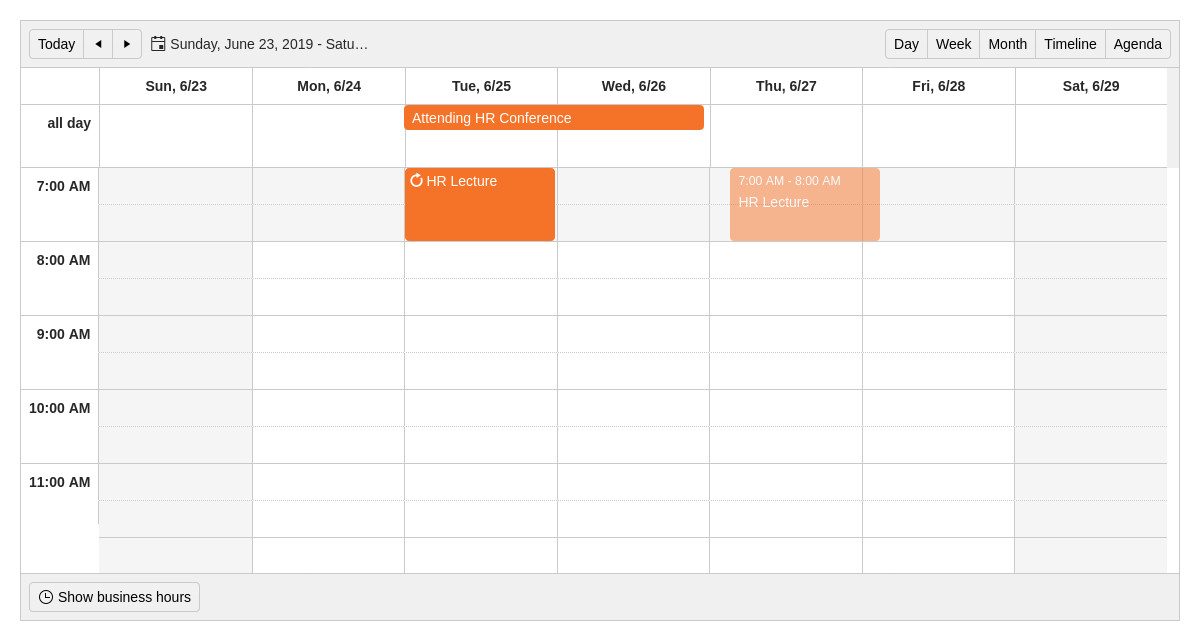 Today Sunday, June 23, 2019 - Satu… Day Week Month Timeline Agenda
Sun, 6/23 Mon, 6/24 Tue, 6/25 Wed, 6/26 Thu, 6/27 Fri, 6/28 Sat, 6/29
all day Attending HR Conference
7:00 AM HR Lecture 7:00 AM - 8:00 AM
HR Lecture
8:00 AM
9:00 AM
10:00 AM
11:00 AM
Show business hours